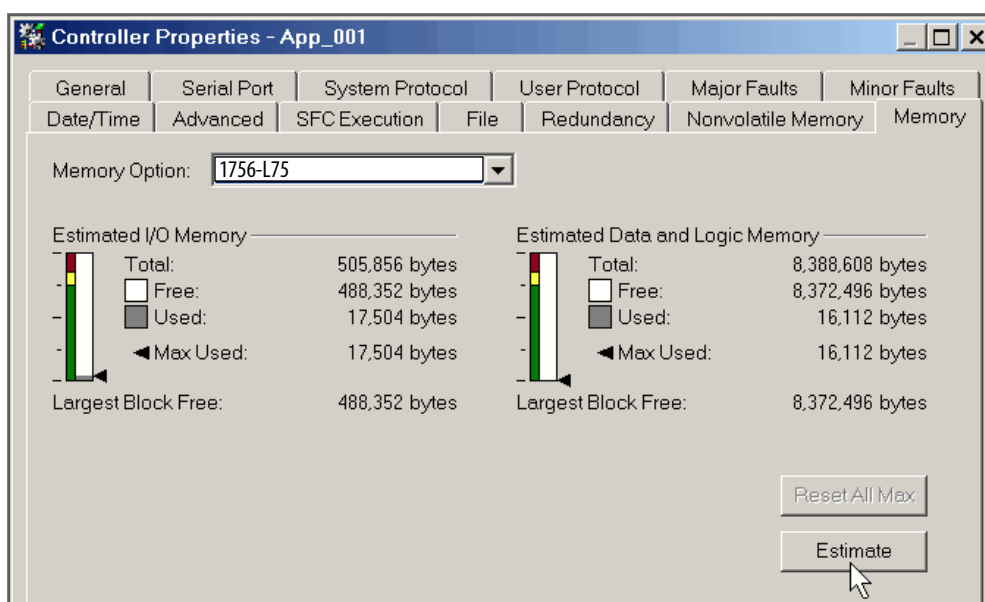 Controller Properties - App_001
General Serial Port System Protocol User Protocol Major Faults Minor Faults
Date/Time Advanced SFC Execution File Redundancy Nonvolatile Memory Memory
Memory Option: 1756-L75
Estimated I/O Memory
Total: 505,856 bytes
Free: 488,352 bytes
Used: 17,504 bytes
Max Used: 17,504 bytes
Largest Block Free: 488,352 bytes
Estimated Data and Logic Memory
Total: 8,388,608 bytes
Free: 8,372,496 bytes
Used: 16,112 bytes
Max Used: 16,112 bytes
Largest Block Free: 8,372,496 bytes
Reset All Max
Estimate